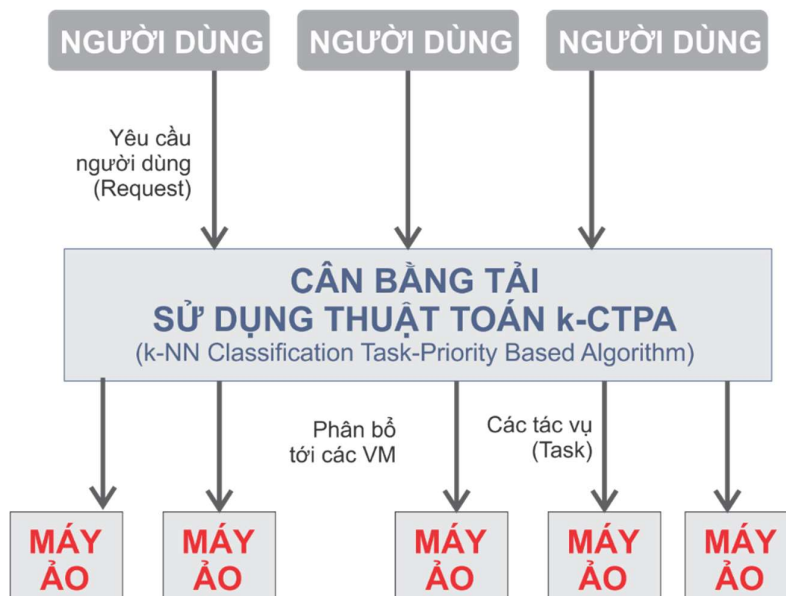 NGƯỜI DÙNG
NGƯỜI DÙNG
NGƯỜI DÙNG
Yêu cầu
người dùng
(Request)
CÂN BẰNG TẢI
SỬ DỤNG THUẬT TOÁN k-CTPA
(k-NN Classification Task-Priority Based Algorithm)
Phân bổ
tới các VM
Các tác vụ
(Task)
MÁY
ẢO
MÁY
ẢO
MÁY
ẢO
MÁY
ẢO
MÁY
ẢO